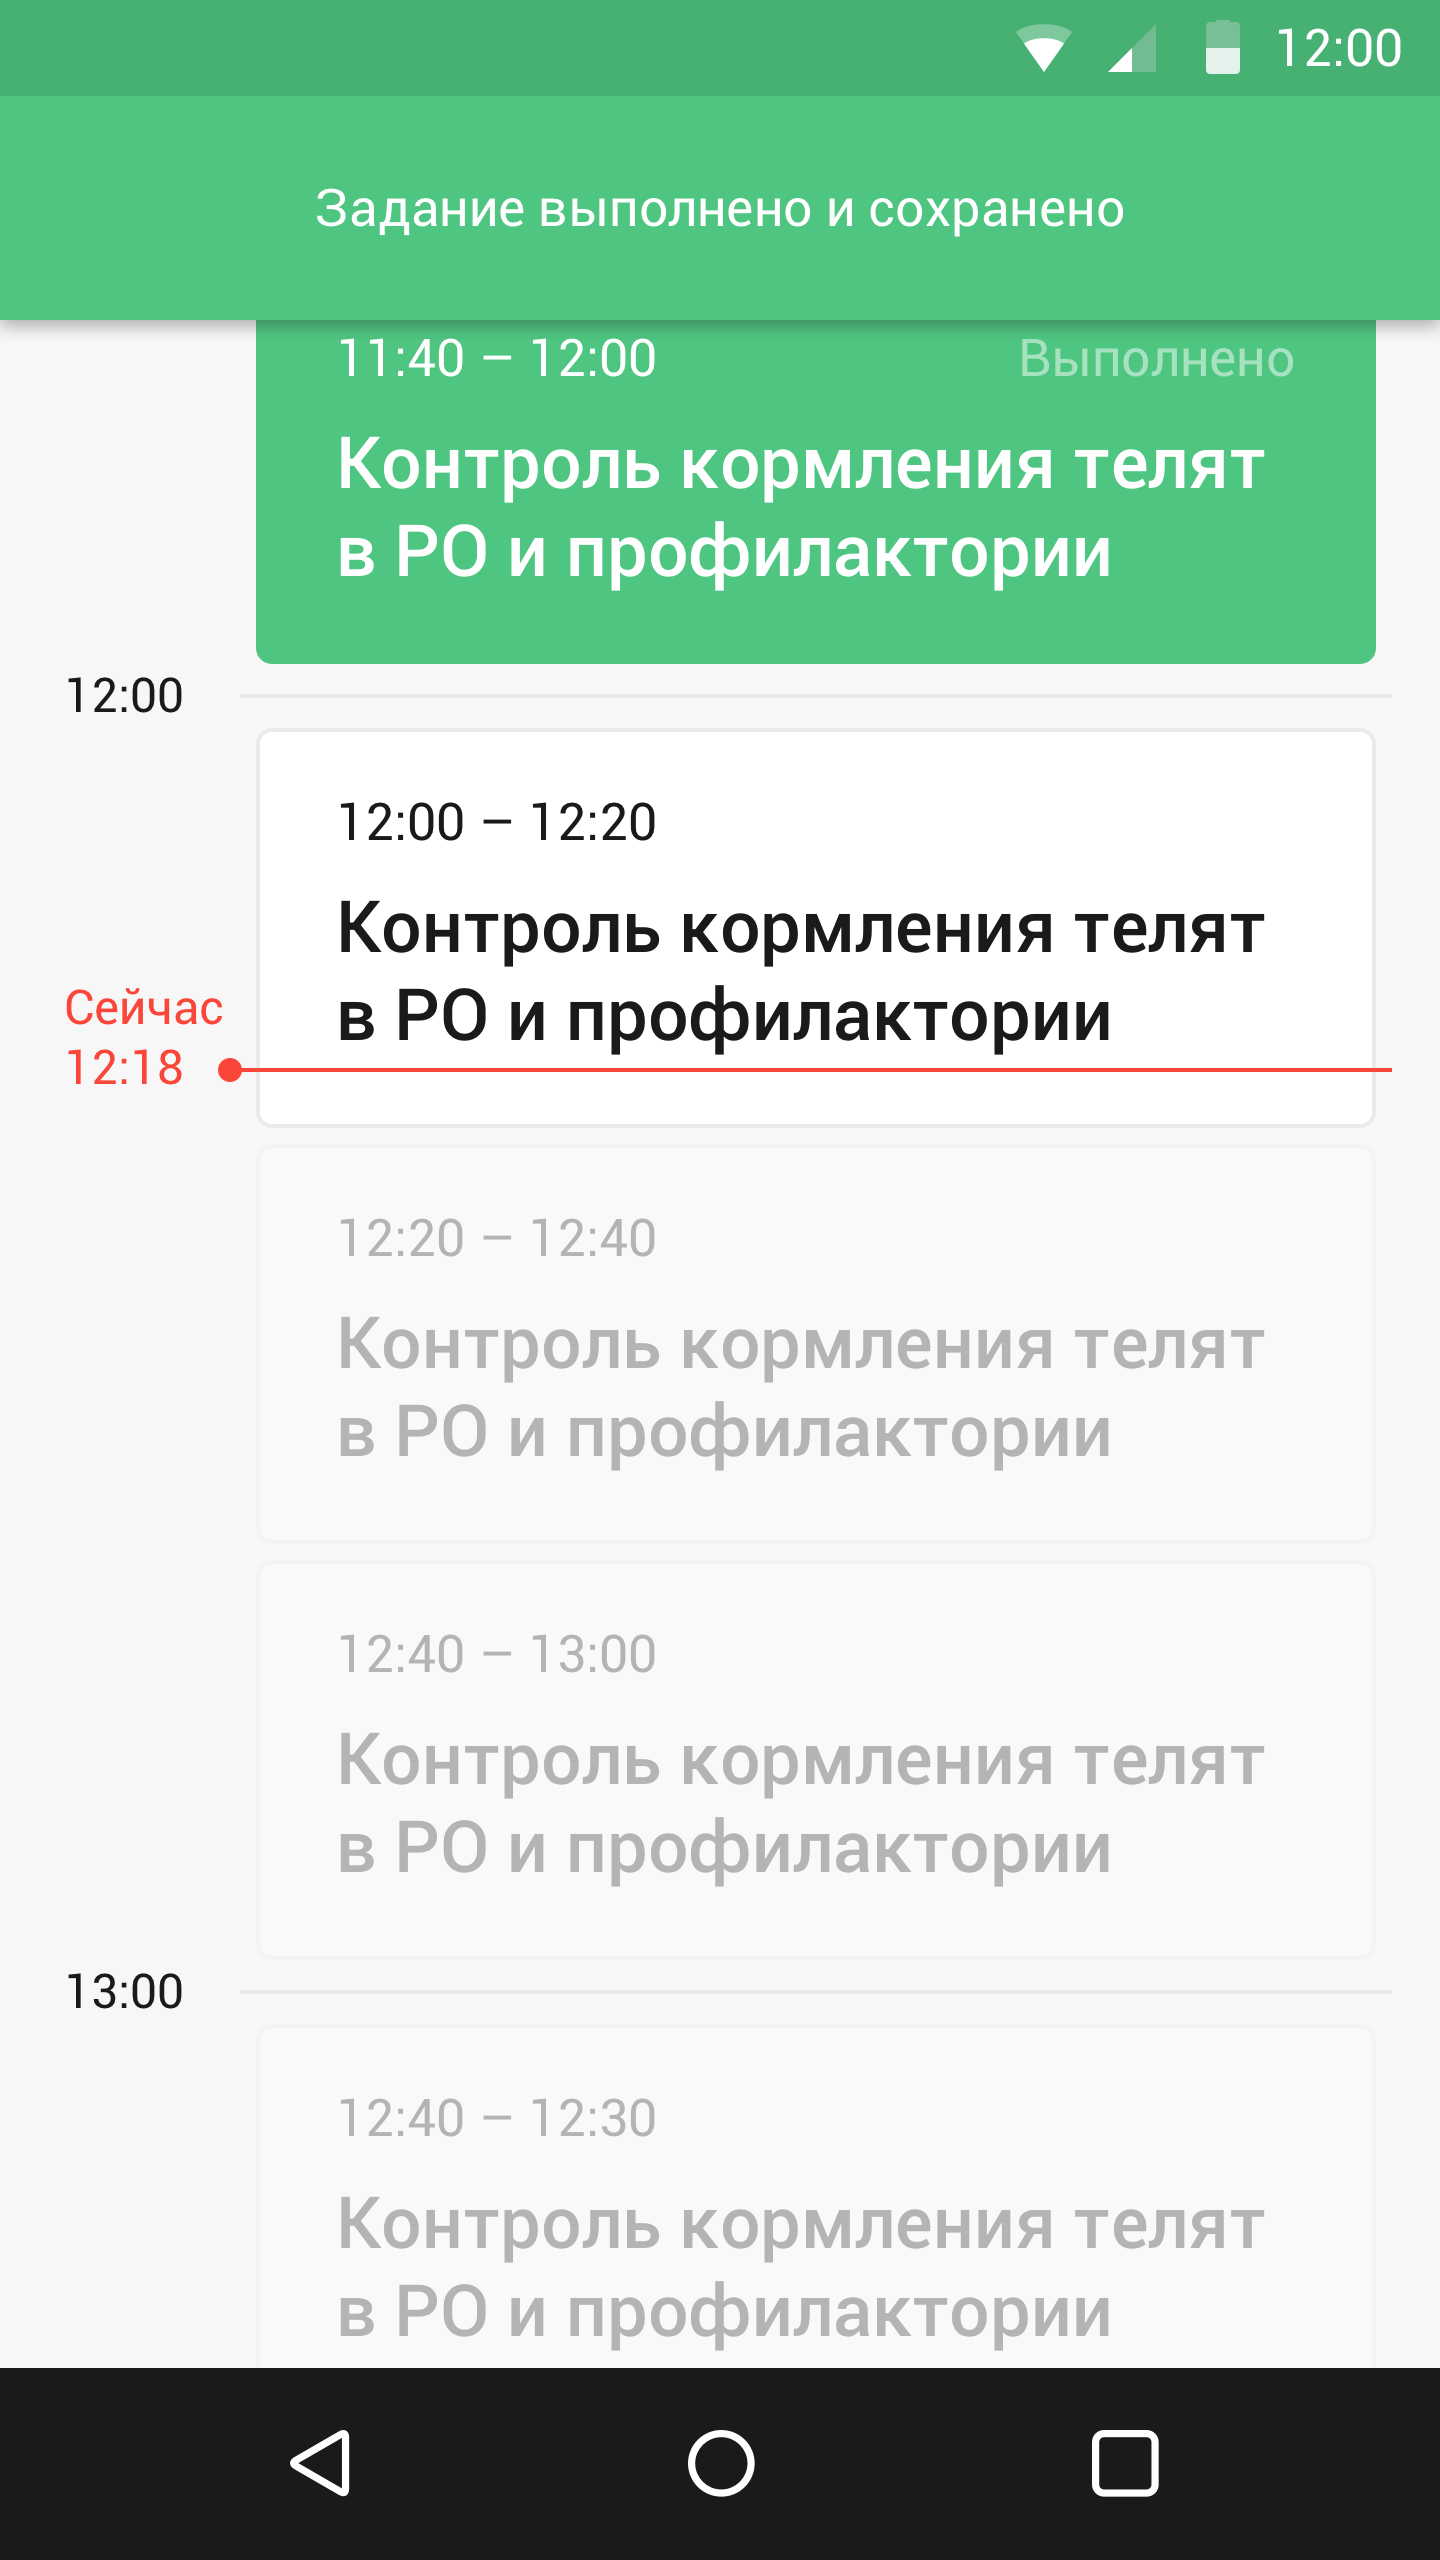 12:00
Задание выполнено и сохранено
11:40 – 12:00 Выполнено
Контроль кормления телят
в РО и профилактории
12:00
12:00 – 12:20
Контроль кормления телят
в РО и профилактории
Сейчас
12:18
12:20 – 12:40
Контроль кормления телят
в РО и профилактории
12:40 – 13:00
Контроль кормления телят
в РО и профилактории
13:00
12:40 – 12:30
Контроль кормления телят
в РО и профилактории